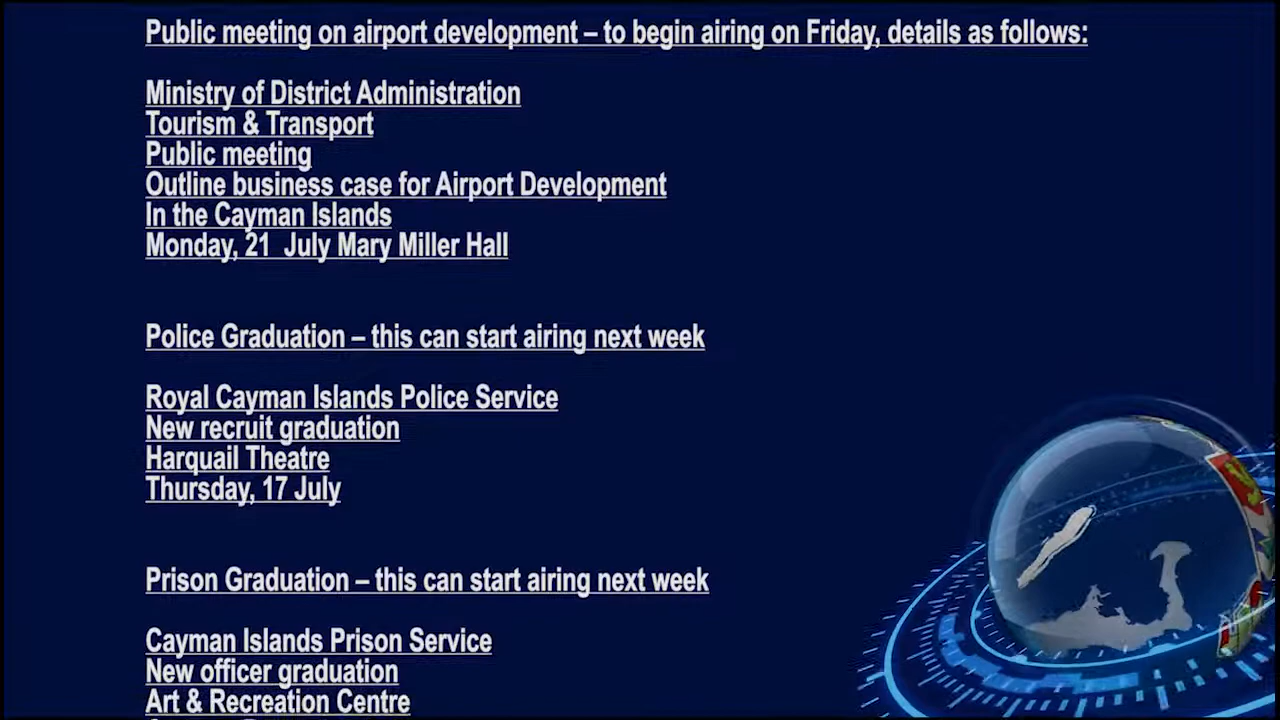 Public meeting on airport development – to begin airing on Friday, details as follows:
Ministry of District Administration
Tourism & Transport
Public meeting
Outline business case for Airport Development
In the Cayman Islands
Monday, 21  July Mary Miller Hall
Police Graduation – this can start airing next week
Royal Cayman Islands Police Service
New recruit graduation
Harquail Theatre
Thursday, 17 July
Prison Graduation – this can start airing next week
Cayman Islands Prison Service
New officer graduation
Art & Recreation Centre